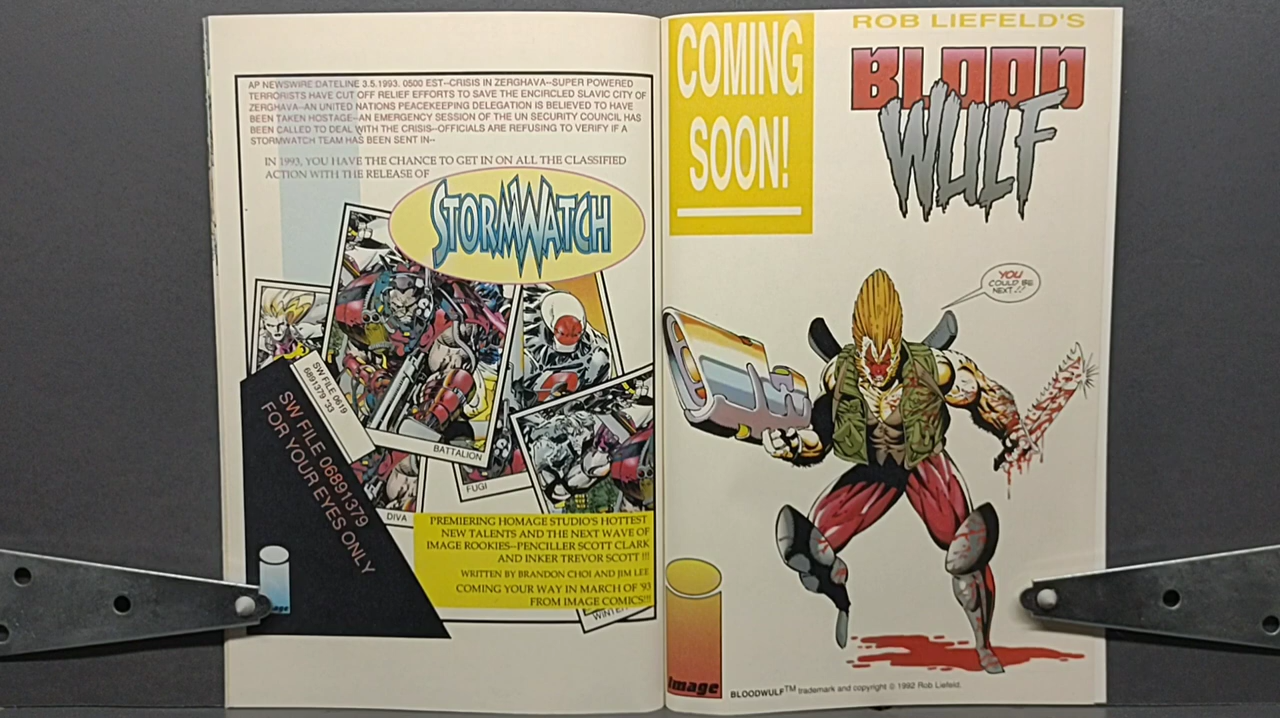 AP NEWSWIRE DATELINE 3.5.1993. 0500 EST--CRISIS IN ZERGHAVA--SUPER POWERED
TERRORISTS HAVE CUT OFF RELIEF EFFORTS TO SAVE THE ENCIRCLED SLAVIC CITY OF
ZERGHAVA--AN UNITED NATIONS PEACEKEEPING DELEGATION IS BELIEVED TO HAVE
BEEN TAKEN HOSTAGE--AN EMERGENCY SESSION OF THE UN SECURITY COUNCIL HAS
BEEN CALLED TO DEAL WITH THE CRISIS--OFFICIALS ARE REFUSING TO VERIFY IF A
STORMWATCH TEAM HAS BEEN SENT IN--
IN 1993, YOU HAVE THE CHANCE TO GET IN ON ALL THE CLASSIFIED
ACTION WITH THE RELEASE OF
STORMWATCH
SW FILE 0619
6891379 *33
SW FILE 06891379
FOR YOUR EYES ONLY
BATTALION
FUGI
DIVA
PREMIERING HOMAGE STUDIO'S HOTTEST
NEW TALENTS AND THE NEXT WAVE OF
IMAGE ROOKIES--PENCILLER SCOTT CLARK
AND INKER TREVOR SCOTT !!!
WRITTEN BY BRANDON CHOI AND JIM LEE
COMING YOUR WAY IN MARCH OF '93
FROM IMAGE COMICS!!!
WINTER
image
COMING
SOON!
ROB LIEFELD'S
BLOOD
WULF
YOU
COULD BE
NEXT!!
image
BLOODWULF™ trademark and copyright © 1992 Rob Liefeld.